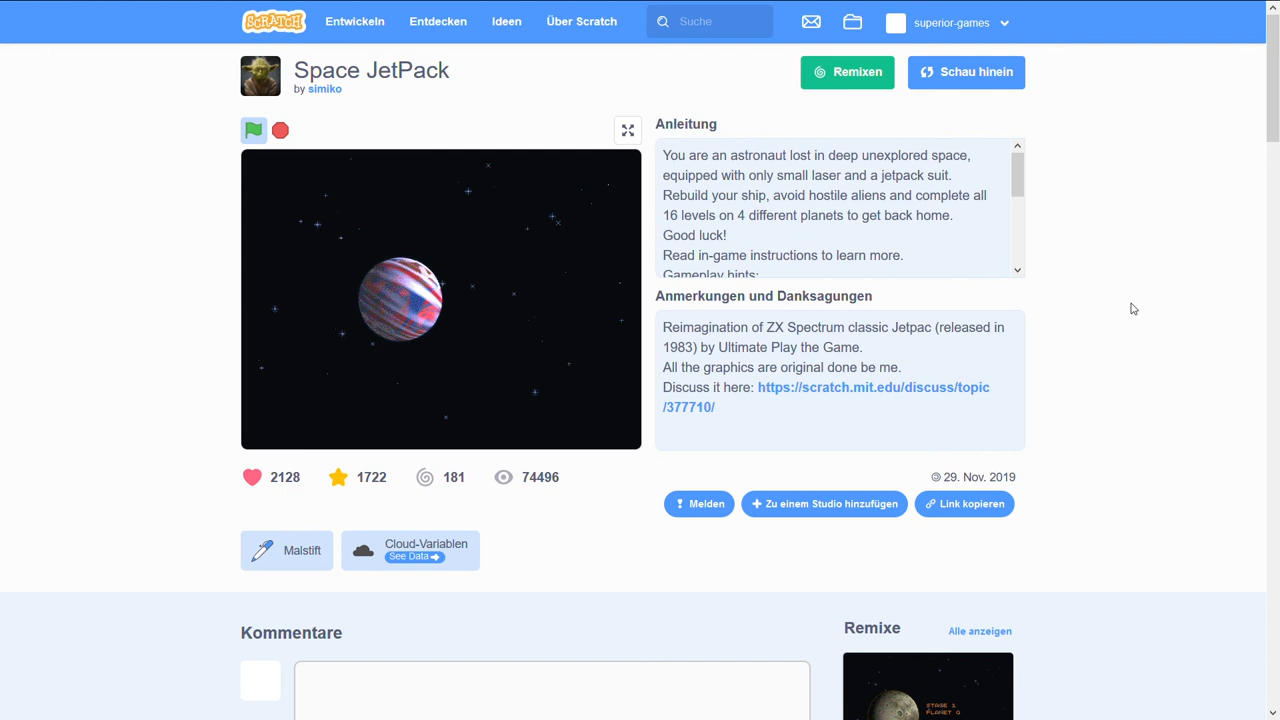 SCRATCH
Entwickeln
Entdecken
Ideen
Über Scratch
Suche
superior-games
Space JetPack
by simiko
Remixen
Schau hinein
Anleitung
You are an astronaut lost in deep unexplored space,
equipped with only small laser and a jetpack suit.
Rebuild your ship, avoid hostile aliens and complete all
16 levels on 4 different planets to get back home.
Good luck!
Read in-game instructions to learn more.
Gameplay hints:
Anmerkungen und Danksagungen
Reimagination of ZX Spectrum classic Jetpac (released in
1983) by Ultimate Play the Game.
All the graphics are original done be me.
Discuss it here: https://scratch.mit.edu/discuss/topic
/377710/
2128
1722
181
74496
© 29. Nov. 2019
Melden
Zu einem Studio hinzufügen
Link kopieren
Malstift
Cloud-Variablen
See Data
Kommentare
Remixe
Alle anzeigen
STAGE 1
PLANET 0